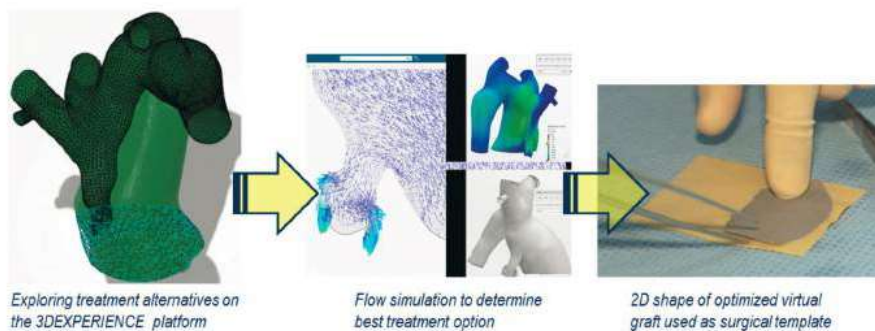 Exploring treatment alternatives on
the 3DEXPERIENCE platform
Flow simulation to determine
best treatment option
2D shape of optimized virtual
graft used as surgical template